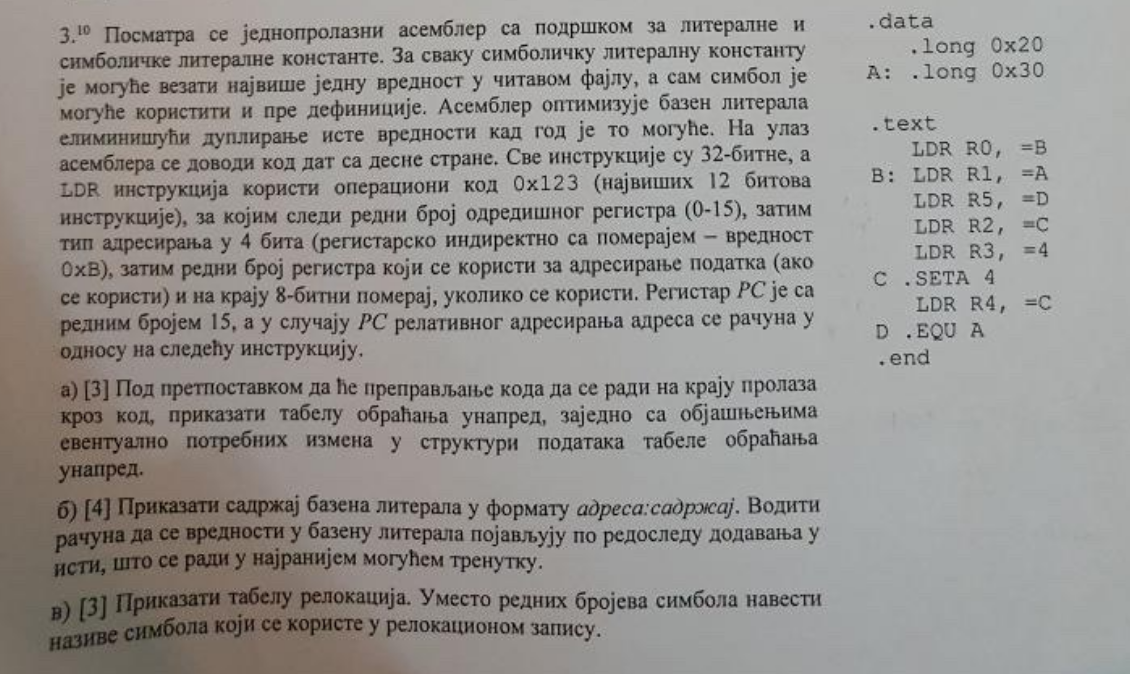 3.¹⁰ Посматра се једнопролазни асемблер са подршком за литералне и
симболичке литералне константе. За сваку симболичку литералну константу
је могуће везати највише једну вредност у читавом фајлу, а сам симбол је
могуће користити и пре дефиниције. Асемблер оптимизује базен литерала
елиминишући дуплирање исте вредности кад год је то могуће. На улаз
асемблера се доводи код дат са десне стране. Све инструкције су 32-битне, а
LDR инструкција користи операциони код 0x123 (највиших 12 битова
инструкције), за којим следи редни број одредишног регистра (0-15), затим
тип адресирања у 4 бита (регистарско индиректно са померајем – вредност
0xB), затим редни број регистра који се користи за адресирање податка (ако
се користи) и на крају 8-битни померај, уколико се користи. Регистар PC је са
редним бројем 15, а у случају PC релативног адресирања адреса се рачуна у
односу на следећу инструкцију.
а) [3] Под претпоставком да ће преправљање кода да се ради на крају пролаза
кроз код, приказати табелу обраћања унапред, заједно са објашњењима
евентуално потребних измена у структури података табеле обраћања
унапред.
б) [4] Приказати садржај базена литерала у формату адреса:садржај. Водити
рачуна да се вредности у базену литерала појављују по редоследу додавања у
исти, што се ради у најранијем могућем тренутку.
в) [3] Приказати табелу релокација. Уместо редних бројева симбола навести
називе симбола који се користе у релокационом запису.
.data
.long 0x20
A: .long 0x30
.text
LDR R0, =B
B: LDR R1, =A
LDR R5, =D
LDR R2, =C
LDR R3, =4
C .SETA 4
LDR R4, =C
D .EQU A
.end